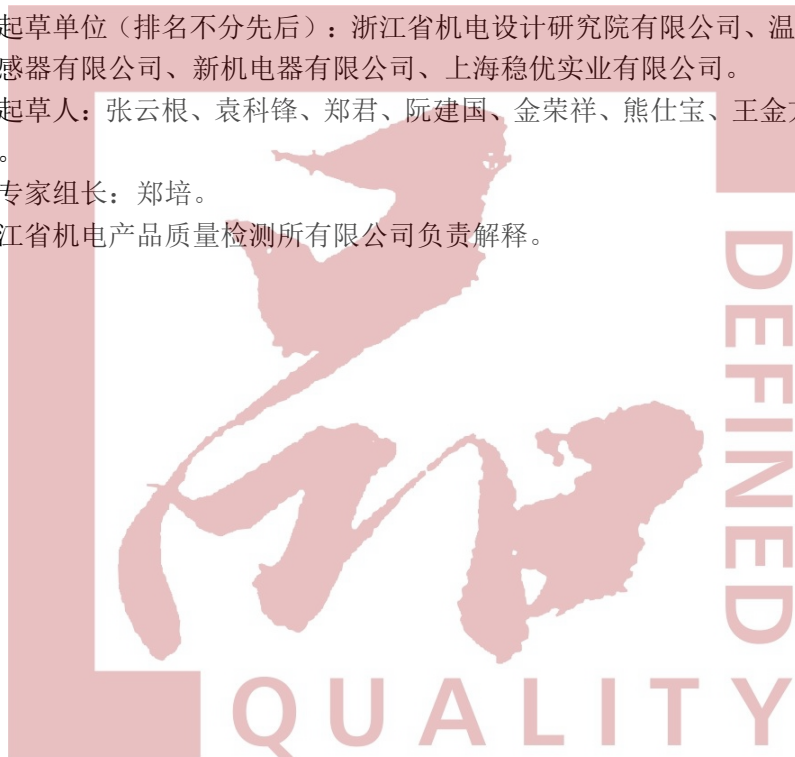 起草单位（排名不分先后）：浙江省机电设计研究院有限公司、温
感器有限公司、新机电器有限公司、上海稳优实业有限公司。
起草人：张云根、袁科锋、郑君、阮建国、金荣祥、熊仕宝、王金
。
专家组长：郑培。
江省机电产品质量检测所有限公司负责解释。
DEFINED
QUALITY